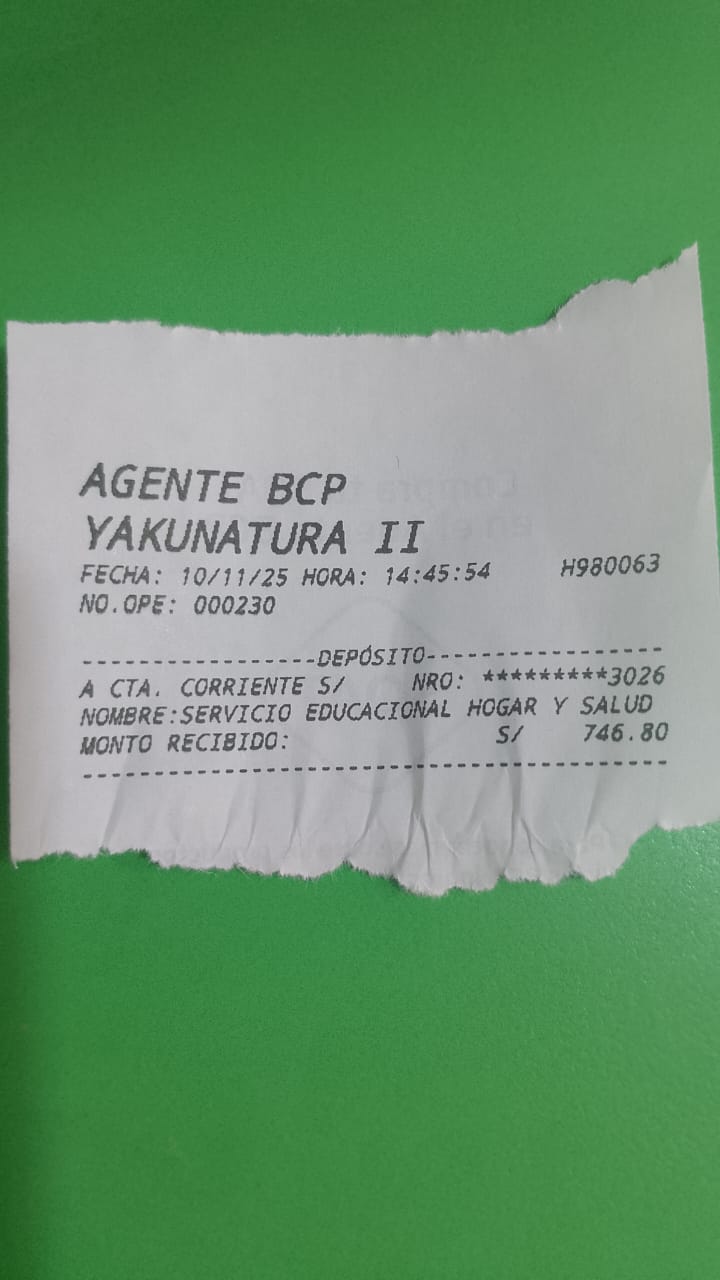 AGENTE BCP
YAKUNATURA II
FECHA: 10/11/25 HORA: 14:45:54 H980063
NO.OPE: 000230
-----------------DEPÓSITO-----------------
A CTA. CORRIENTE S/ NRO: *********3026
NOMBRE:SERVICIO EDUCACIONAL HOGAR Y SALUD
MONTO RECIBIDO: S/ 746.80
------------------------------------------